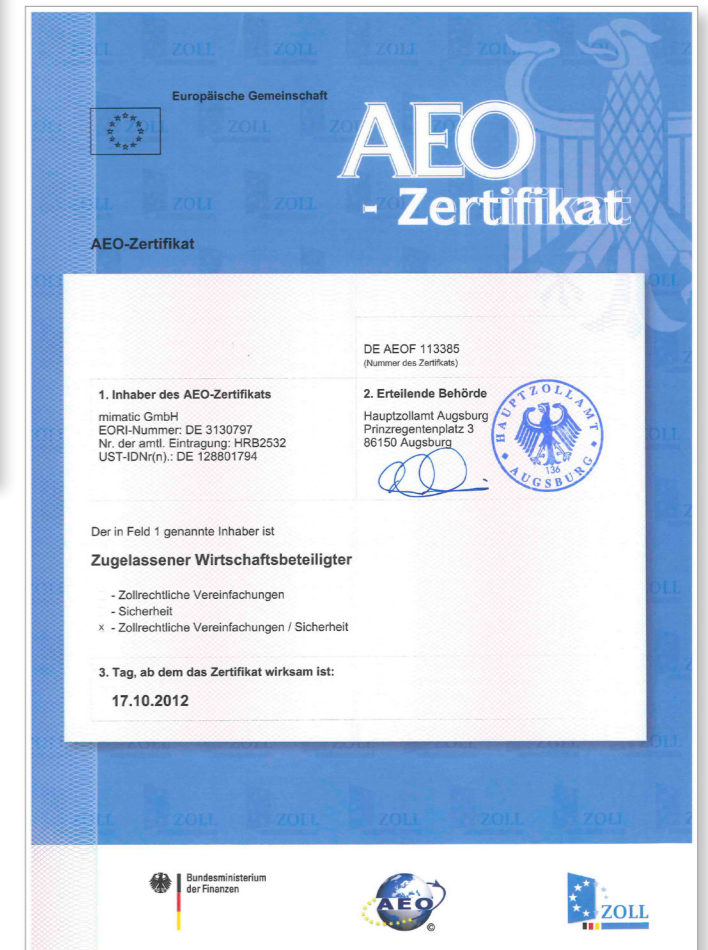 Europäische Gemeinschaft
AEO
- Zertifikat
AEO-Zertifikat
DE AEOF 113385
(Nummer des Zertifikats)
1. Inhaber des AEO-Zertifikats
mimatic GmbH
EORI-Nummer: DE 3130797
Nr. der amtl. Eintragung: HRB2532
UST-IDNr(n).: DE 128801794
2. Erteilende Behörde
Hauptzollamt Augsburg
Prinzregentenplatz 3
86150 Augsburg
HAUPTZOLLAMT
136
AUGSBURG
Der in Feld 1 genannte Inhaber ist
Zugelassener Wirtschaftsbeteiligter
- Zollrechtliche Vereinfachungen
- Sicherheit
x - Zollrechtliche Vereinfachungen / Sicherheit
3. Tag, ab dem das Zertifikat wirksam ist:
17.10.2012
Bundesministerium
der Finanzen
AEO
©
ZOLL